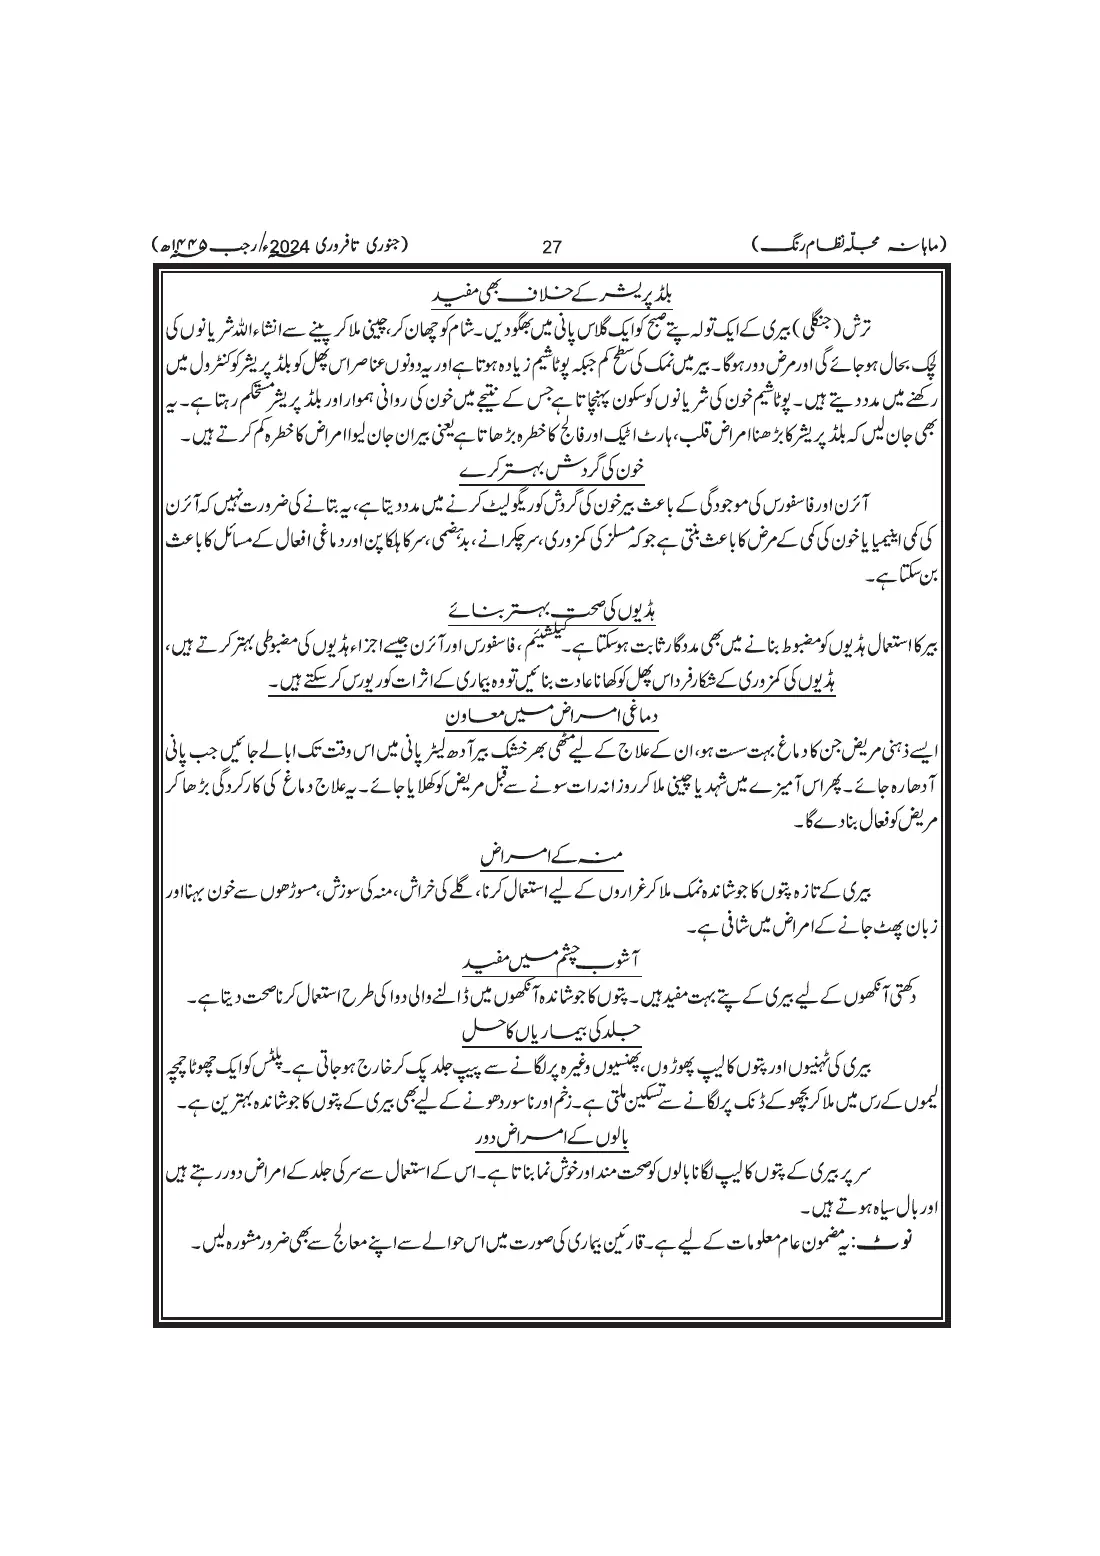 (ماہانہ مجلّہ نظام رنگ) 27 (جنوری تا فروری 2024ء/رجب ۱۴۴۵ھ)
بلڈ پریشر کے خلاف بھی مفید
ترش (جنگلی) بیری کے ایک تولہ پتے صبح کو ایک گلاس پانی میں بھگو دیں۔ شام کو چھان کر، چینی ملا کر پینے سے انشاء اللہ شریانوں کی
لچک بحال ہو جائے گی اور مرض دور ہوگا۔ بیر میں نمک کی سطح کم جبکہ پوٹاشیم زیادہ ہوتا ہے اور یہ دونوں عناصر اس پھل کو بلڈ پریشر کو کنٹرول میں
رکھنے میں مدد دیتے ہیں۔ پوٹاشیم خون کی شریانوں کو سکون پہنچاتا ہے جس کے نتیجے میں خون کی روانی ہموار اور بلڈ پریشر مستحکم رہتا ہے۔ یہ
بھی جان لیں کہ بلڈ پریشر کا بڑھنا امراض قلب، ہارٹ اٹیک اور فالج کا خطرہ بڑھاتا ہے یعنی بیر ان جان لیوا امراض کا خطرہ کم کرتے ہیں۔
خون کی گردش بہتر کرے
آئرن اور فاسفورس کی موجودگی کے باعث بیر خون کی گردش کو ریگولیٹ کرنے میں مدد دیتا ہے، یہ بتانے کی ضرورت نہیں کہ آئرن
کی کمی اینیمیا یا خون کی کمی کے مرض کا باعث بنتی ہے جو کہ مسلز کی کمزوری، سر چکرانے، بدہضمی، سر کا ہلکا پن اور دماغی افعال کے مسائل کا باعث
بن سکتا ہے۔
ہڈیوں کی صحت بہتر بنائے
بیر کا استعمال ہڈیوں کو مضبوط بنانے میں بھی مددگار ثابت ہو سکتا ہے۔ کیلشیئم، فاسفورس اور آئرن جیسے اجزاء ہڈیوں کی مضبوطی بہتر کرتے ہیں،
ہڈیوں کی کمزوری کے شکار فرد اس پھل کو کھانا عادت بنائیں تو وہ بیماری کے اثرات کو ریورس کر سکتے ہیں۔
دماغی امراض میں معاون
ایسے ذہنی مریض جن کا دماغ بہت سست ہو، ان کے علاج کے لیے مٹھی بھر خشک بیر آدھ لیٹر پانی میں اس وقت تک ابالے جائیں جب پانی
آدھا رہ جائے۔ پھر اس آمیزے میں شہد یا چینی ملا کر روزانہ رات سونے سے قبل مریض کو کھلایا جائے۔ یہ علاج دماغ کی کارکردگی بڑھا کر
مریض کو فعال بنا دے گا۔
منہ کے امراض
بیری کے تازہ پتوں کا جوشاندہ نمک ملا کر غراروں کے لیے استعمال کرنا، گلے کی خراش، منہ کی سوزش، مسوڑھوں سے خون بہنا اور
زبان پھٹ جانے کے امراض میں شافی ہے۔
آشوب چشم میں مفید
دکھتی آنکھوں کے لیے بیری کے پتے بہت مفید ہیں۔ پتوں کا جوشاندہ آنکھوں میں ڈالنے والی دوا کی طرح استعمال کرنا صحت دیتا ہے۔
جلد کی بیماریاں کا حل
بیری کی ٹہنیوں اور پتوں کا لیپ پھوڑوں، پھنسیوں وغیرہ پر لگانے سے پیپ جلد پک کر خارج ہو جاتی ہے۔ پلٹس کو ایک چھوٹا چمچہ
لیموں کے رس میں ملا کر بچھو کے ڈنک پر لگانے سے تسکین ملتی ہے۔ زخم اور ناسور دھونے کے لیے بھی بیری کے پتوں کا جوشاندہ بہترین ہے۔
بالوں کے امراض دور
سر پر بیری کے پتوں کا لیپ لگانا بالوں کو صحت مند اور خوش نما بناتا ہے۔ اس کے استعمال سے سر کی جلد کے امراض دور رہتے ہیں
اور بال سیاہ ہوتے ہیں۔
نوٹ: یہ مضمون عام معلومات کے لیے ہے۔ قارئین بیماری کی صورت میں اس حوالے سے اپنے معالج سے بھی ضرور مشورہ لیں۔